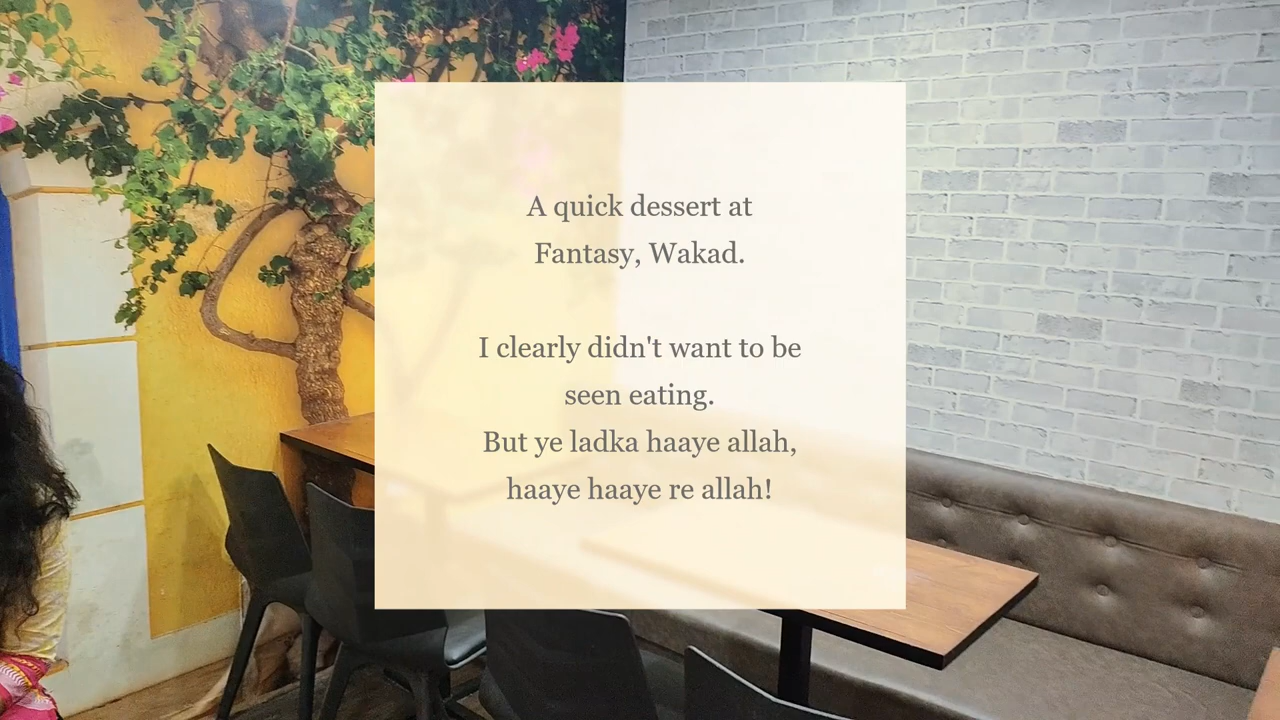 A quick dessert at
Fantasy, Wakad.
I clearly didn't want to be
seen eating.
But ye ladka haaye allah,
haaye haaye re allah!